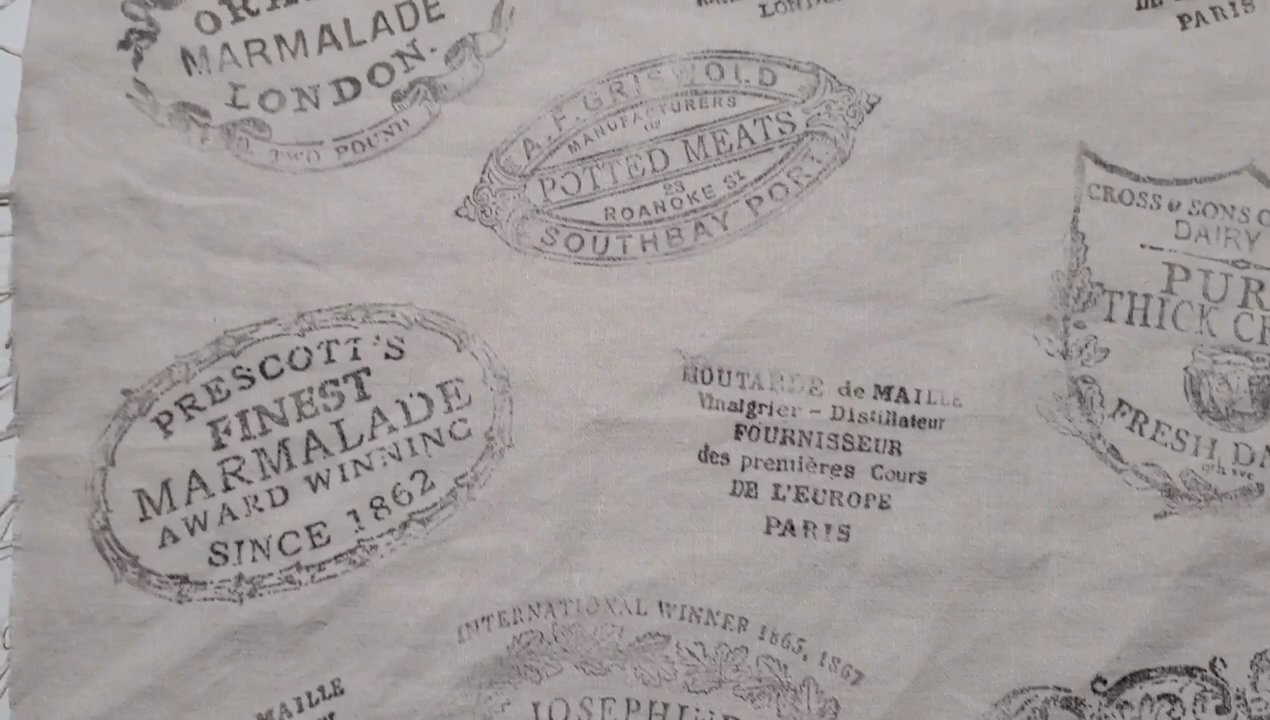 MARMALADE
LONDON.
TWO POUND
LONDON
PARIS
A. F. GRISWOLD
MANUFACTURERS
OF
POTTED MEATS
23
ROANOKE ST
SOUTHBAY PORT
CROSS & SONS
DAIRY
THICK
FRESH
PRESCOTT'S
FINEST
MARMALADE
AWARD WINNING
SINCE 1862
MOUTARDE de MAILLE
Vinaigrier - Distillateur
FOURNISSEUR
des premières Cours
DE L'EUROPE
PARIS
INTERNATIONAL WINNER 1865, 1867
MAILLE